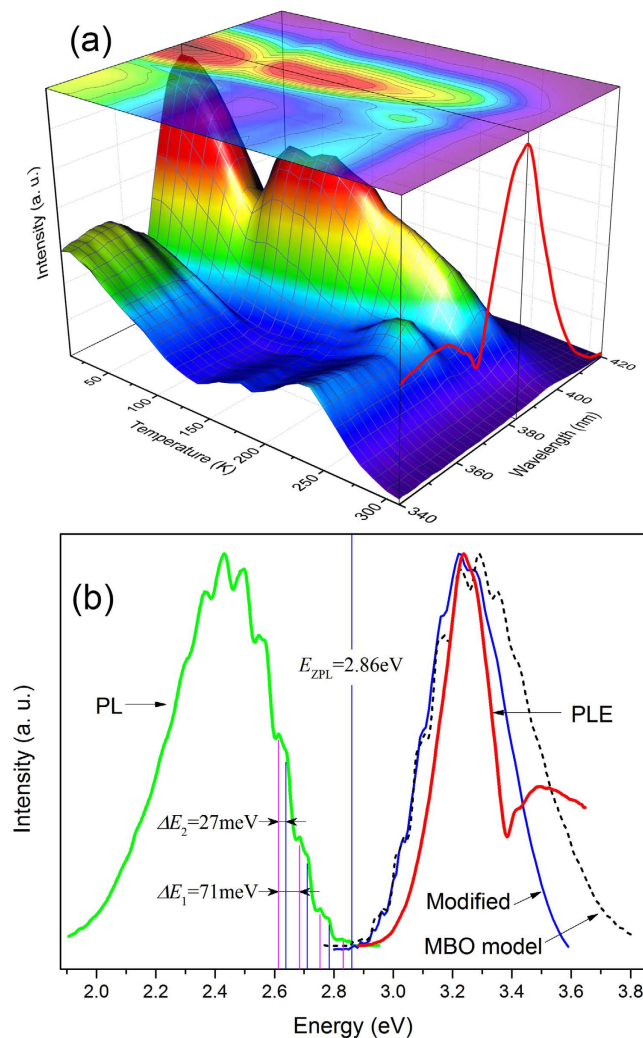 (a)
Intensity (a. u.)
50
100
150
200
250
300
Temperature (K)
340
360
380
400
420
Wavelength (nm)
(b)
E_ZPL=2.86eV
PL
PLE
ΔE₂=27meV
ΔE₁=71meV
Modified
MBO model
Intensity (a. u.)
2.0 2.2 2.4 2.6 2.8 3.0 3.2 3.4 3.6 3.8
Energy (eV)